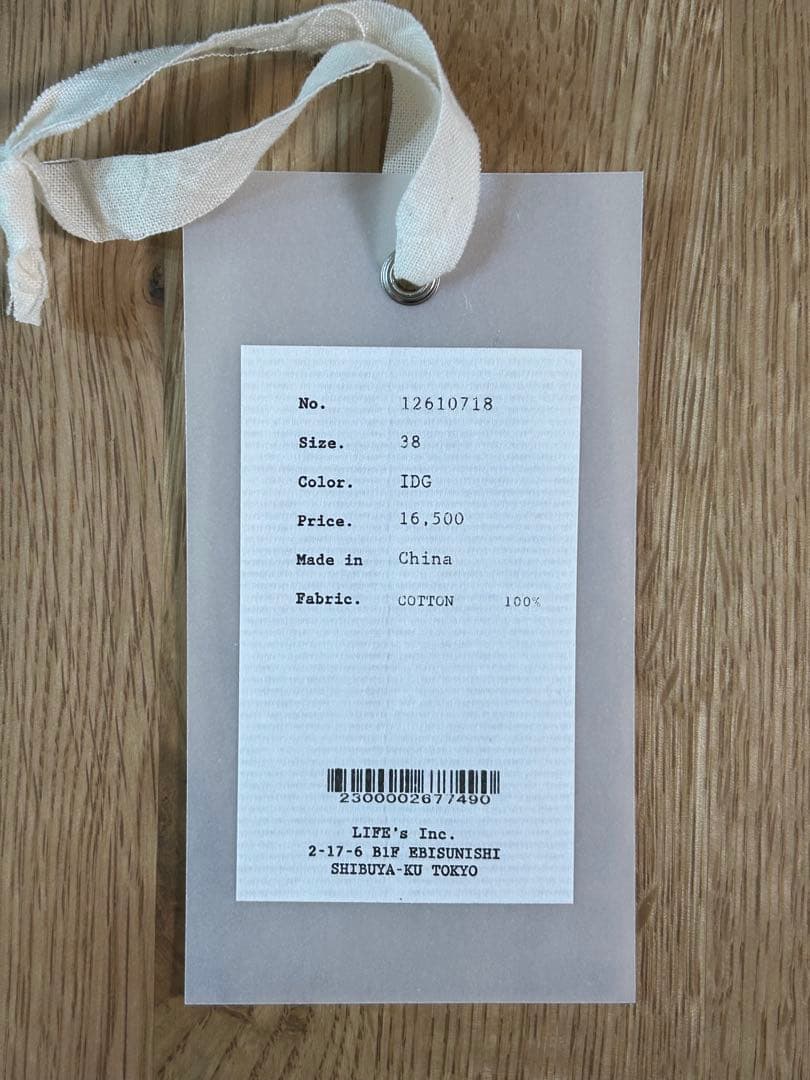 No. 12610718
Size. 38
Color. IDG
Price. 16,500
Made in China
Fabric. COTTON 100%
2300002677490
LIFE's Inc.
2-17-6 B1F EBISUNISHI
SHIBUYA-KU TOKYO